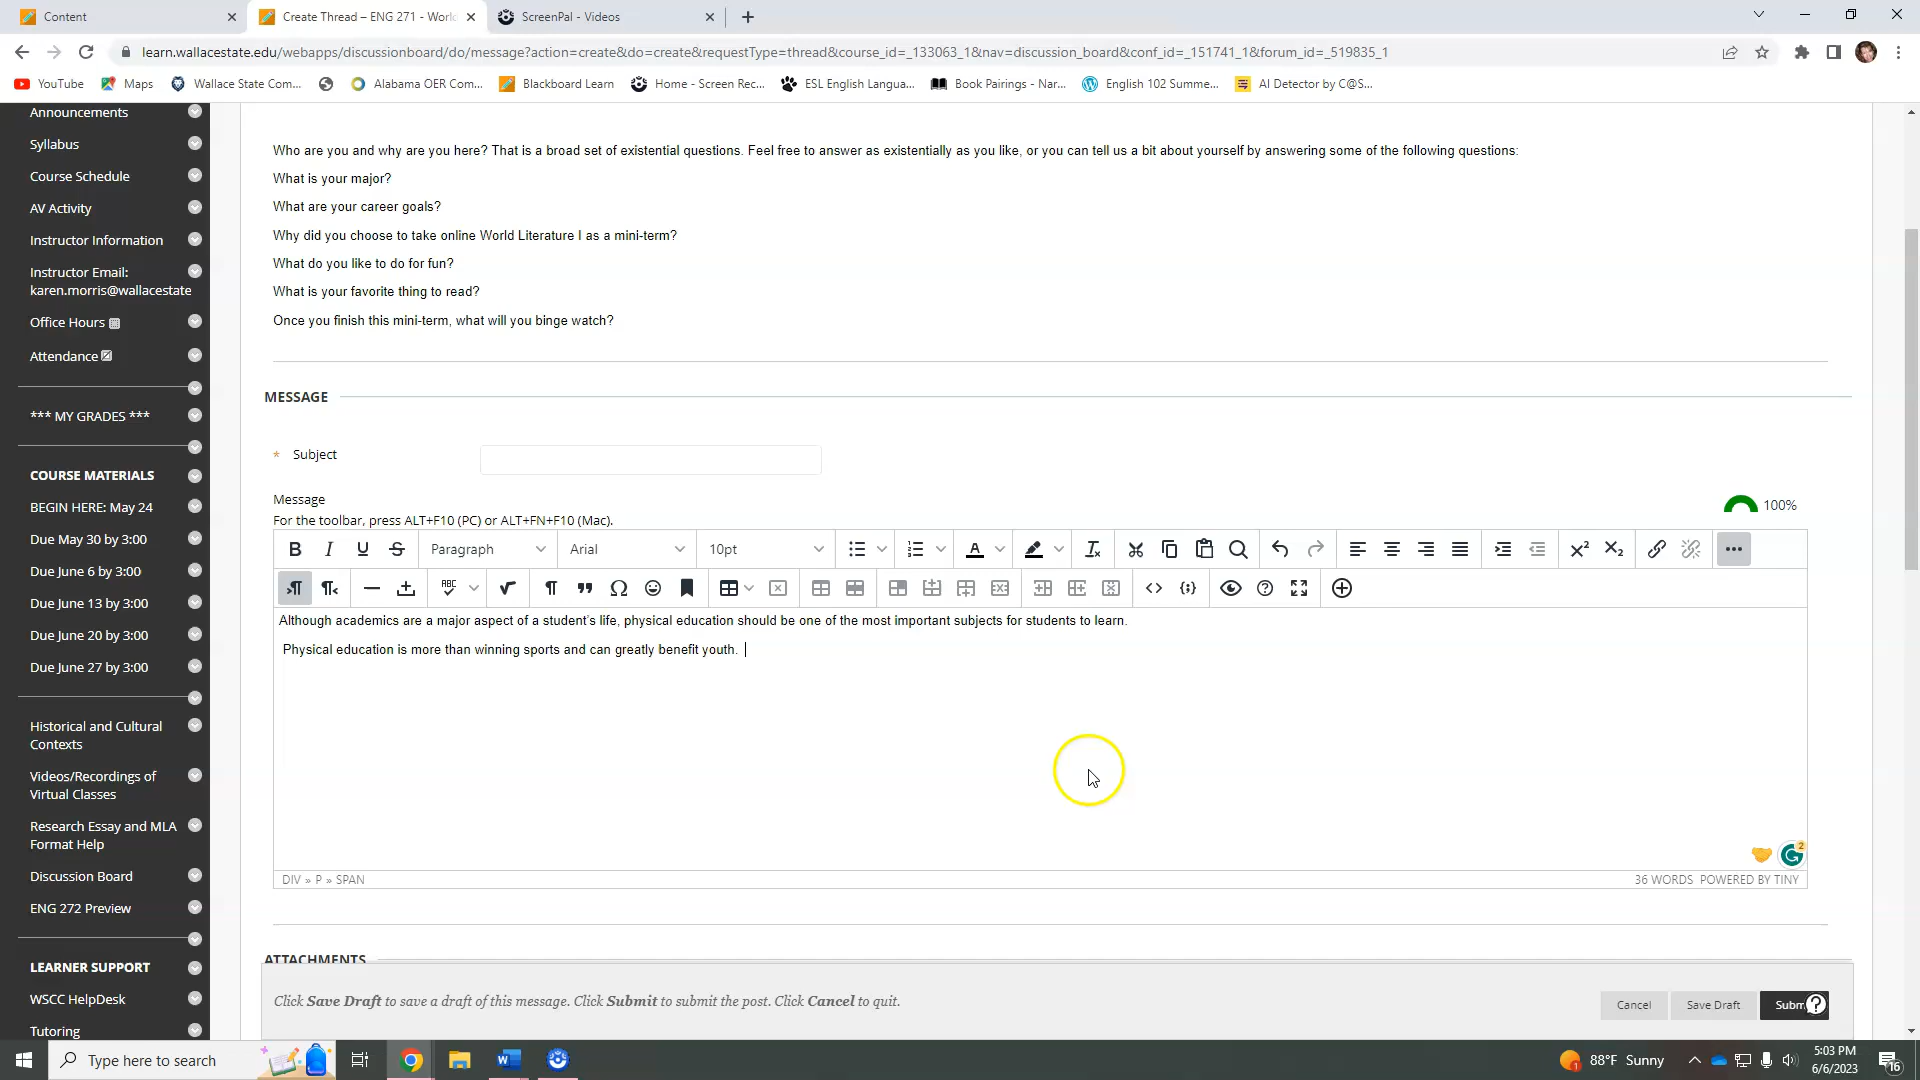 Content
Create Thread – ENG 271 - Worl
ScreenPal - Videos
learn.wallacestate.edu/webapps/discussionboard/do/message?action=create&do=create&requestType=thread&course_id=_133063_1&nav=discussion_board&conf_id=_151741_1&forum_id=_519835_1
YouTube
Maps
Wallace State Com...
Alabama OER Com...
Blackboard Learn
Home - Screen Rec...
ESL English Langua...
Book Pairings - Nar...
English 102 Summe...
AI Detector by C@S...
Announcements
Syllabus
Course Schedule
AV Activity
Instructor Information
Instructor Email:
karen.morris@wallacestate
Office Hours
Attendance
*** MY GRADES ***
COURSE MATERIALS
BEGIN HERE: May 24
Due May 30 by 3:00
Due June 6 by 3:00
Due June 13 by 3:00
Due June 20 by 3:00
Due June 27 by 3:00
Historical and Cultural
Contexts
Videos/Recordings of
Virtual Classes
Research Essay and MLA
Format Help
Discussion Board
ENG 272 Preview
LEARNER SUPPORT
WSCC HelpDesk
Tutoring
Who are you and why are you here? That is a broad set of existential questions. Feel free to answer as existentially as you like, or you can tell us a bit about yourself by answering some of the following questions:
What is your major?
What are your career goals?
Why did you choose to take online World Literature I as a mini-term?
What do you like to do for fun?
What is your favorite thing to read?
Once you finish this mini-term, what will you binge watch?
MESSAGE
* Subject
Message
100%
For the toolbar, press ALT+F10 (PC) or ALT+FN+F10 (Mac).
B I U S Paragraph Arial 10pt
Although academics are a major aspect of a student's life, physical education should be one of the most important subjects for students to learn.
Physical education is more than winning sports and can greatly benefit youth.
2
DIV » P » SPAN
36 WORDS POWERED BY TINY
ATTACHMENTS
Click Save Draft to save a draft of this message. Click Submit to submit the post. Click Cancel to quit.
Cancel
Save Draft
Subm
Type here to search
88°F Sunny
5:03 PM
6/6/2023
16